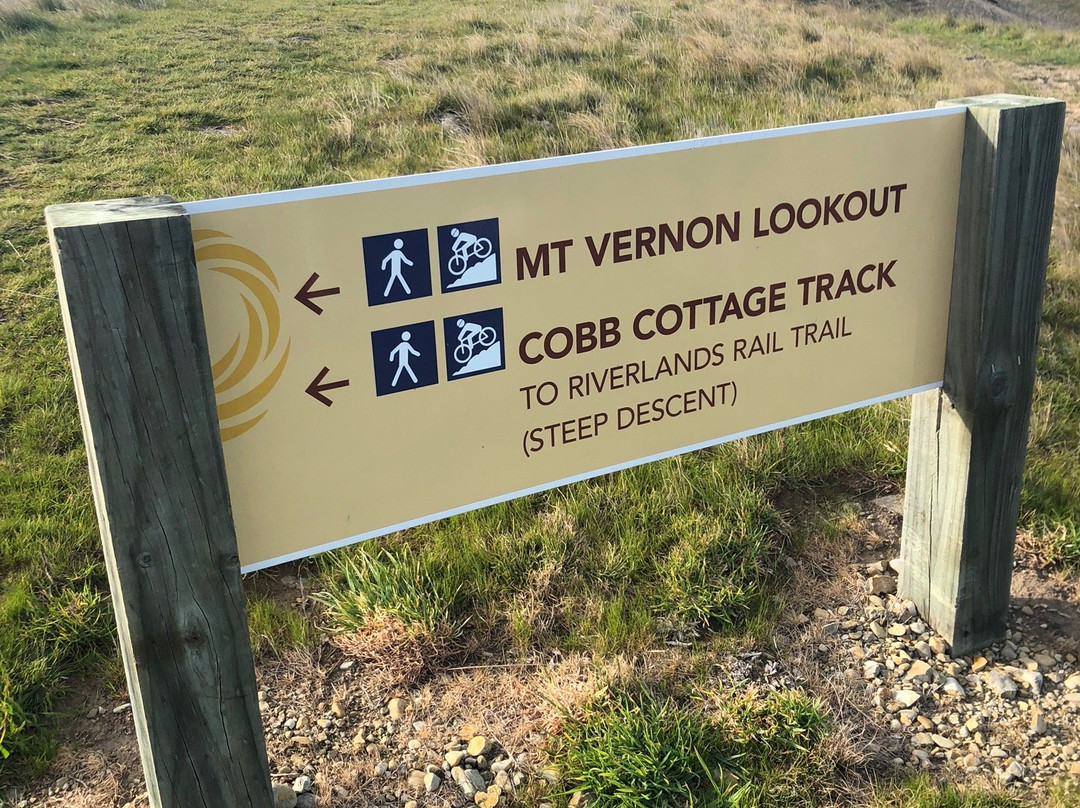 MT VERNON LOOKOUT
COBB COTTAGE TRACK
TO RIVERLANDS RAIL TRAIL
(STEEP DESCENT)